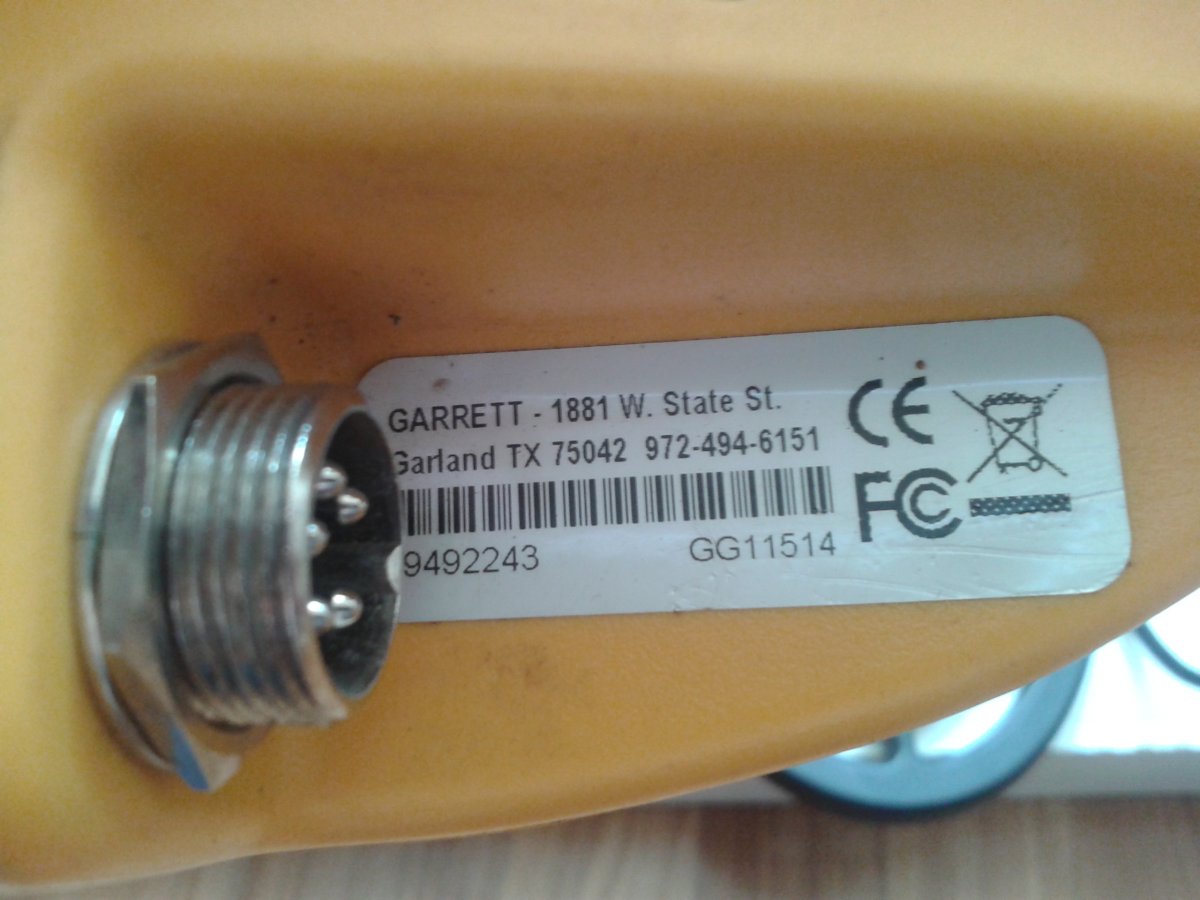 GARRETT - 1881 W. State St.
Garland TX 75042 972-494-6151
9492243 GG11514
CE
FC